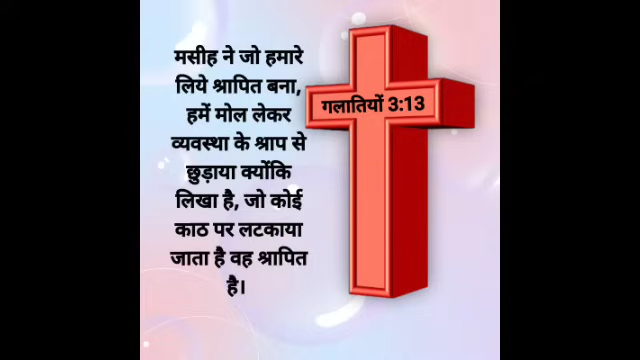 मसीह ने जो हमारे
लिये श्रापित बना,
हमें मोल लेकर
व्यवस्था के श्राप से
छुड़ाया क्योंकि
लिखा है, जो कोई
काठ पर लटकाया
जाता है वह श्रापित
है।
गलातियों 3:13